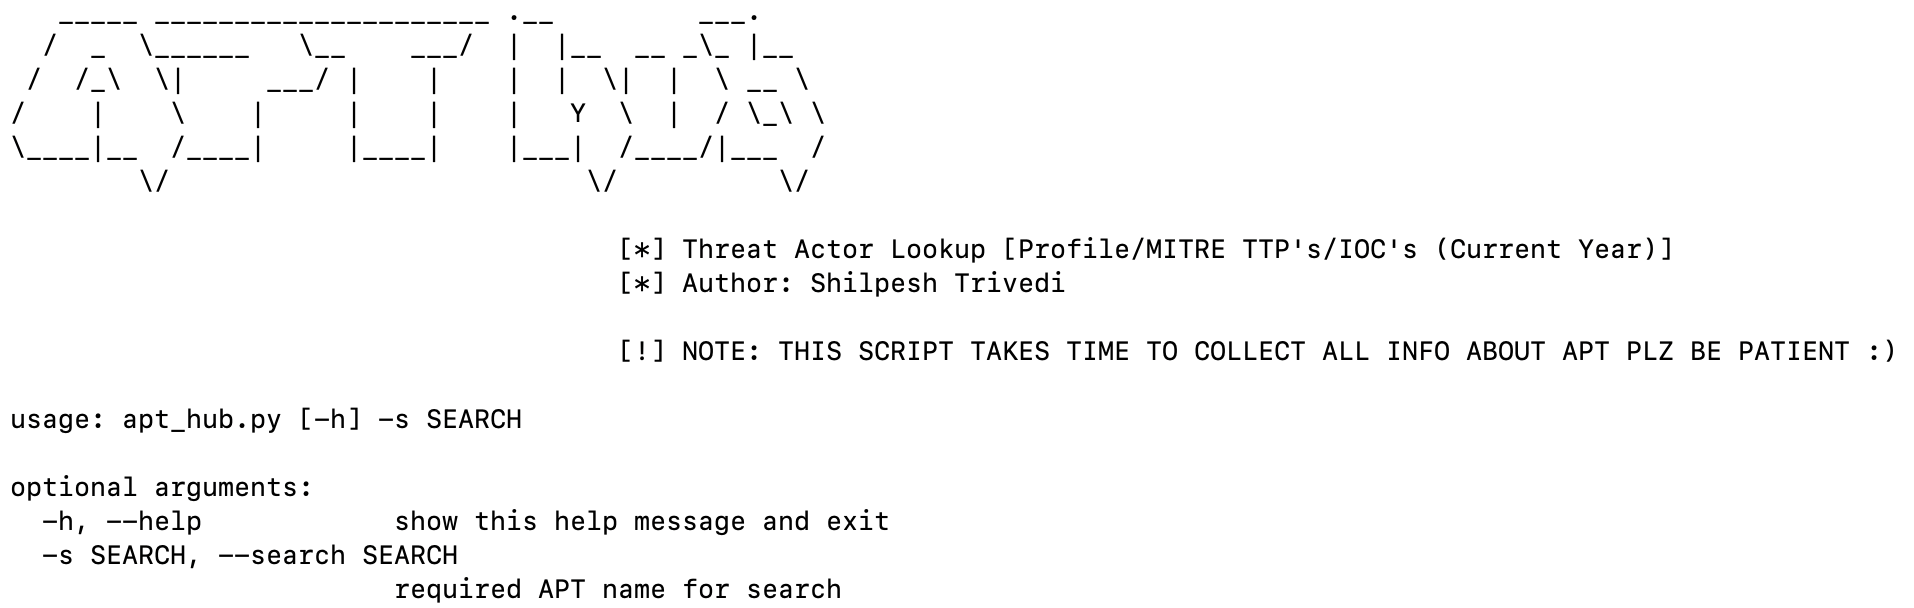 APT hub
[*] Threat Actor Lookup [Profile/MITRE TTP's/IOC's (Current Year)]
[*] Author: Shilpesh Trivedi
[!] NOTE: THIS SCRIPT TAKES TIME TO COLLECT ALL INFO ABOUT APT PLZ BE PATIENT :)
usage: apt_hub.py [-h] -s SEARCH
optional arguments:
-h, --help show this help message and exit
-s SEARCH, --search SEARCH
required APT name for search